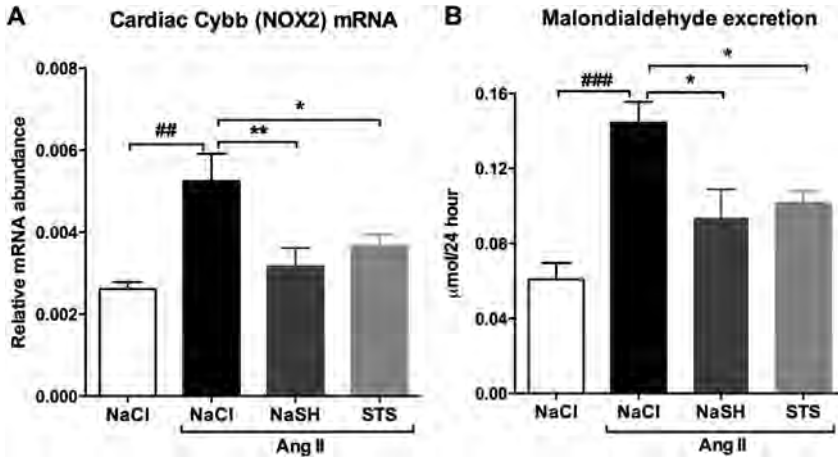 A
Cardiac Cybb (NOX2) mRNA
Relative mRNA abundance
0.008
0.006
0.004
0.002
0.000
##
**
*
NaCl
NaCl
NaSH
STS
Ang II
B
Malondialdehyde excretion
μmol/24 hour
0.16
0.12
0.08
0.04
0.00
###
*
*
NaCl
NaCl
NaSH
STS
Ang II